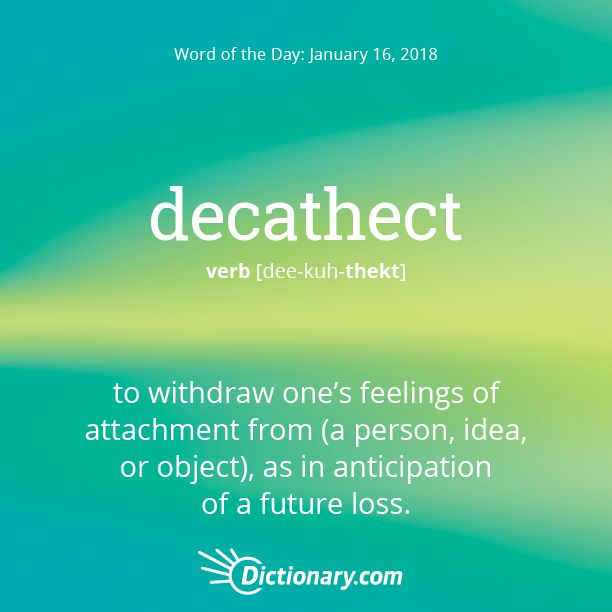 Word of the Day: January 16, 2018
decathect
verb [dee-kuh-thekt]
to withdraw one’s feelings of
attachment from (a person, idea,
or object), as in anticipation
of a future loss.
Dictionary.com